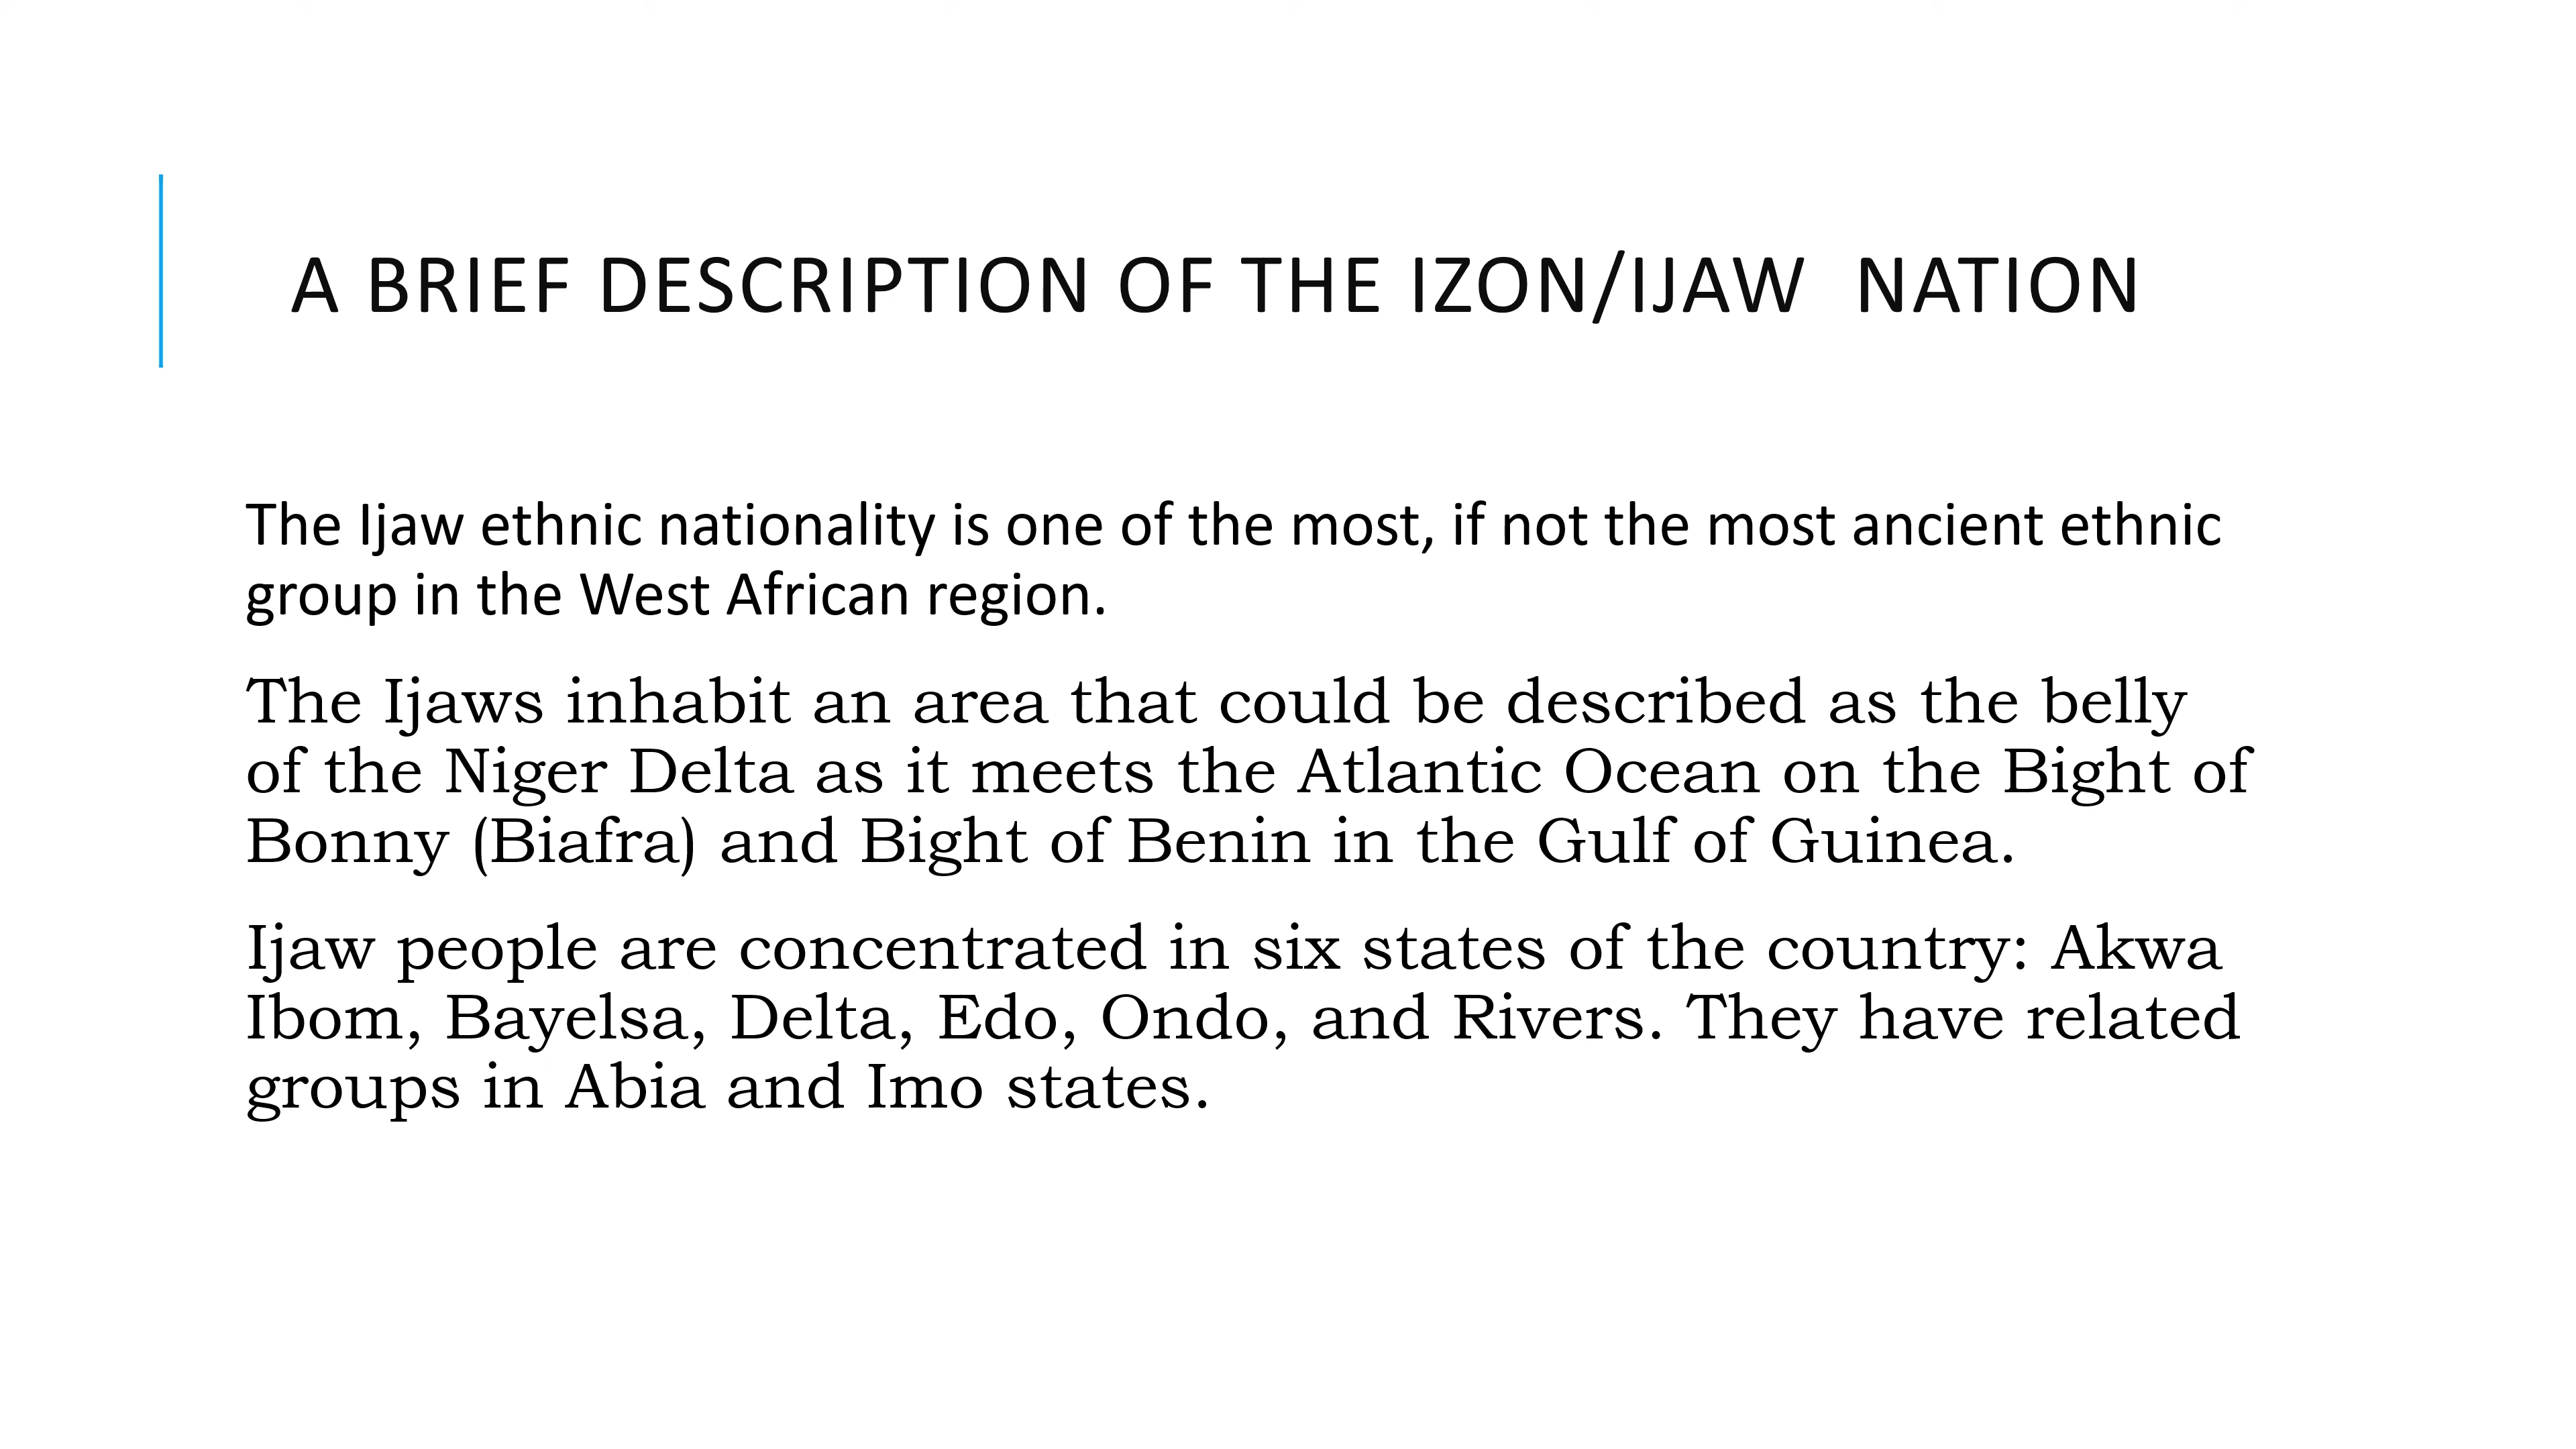 A BRIEF DESCRIPTION OF THE IZON/IJAW  NATION
The Ijaw ethnic nationality is one of the most, if not the most ancient ethnic
group in the West African region.
The Ijaws inhabit an area that could be described as the belly
of the Niger Delta as it meets the Atlantic Ocean on the Bight of
Bonny (Biafra) and Bight of Benin in the Gulf of Guinea.
Ijaw people are concentrated in six states of the country: Akwa
Ibom, Bayelsa, Delta, Edo, Ondo, and Rivers. They have related
groups in Abia and Imo states.